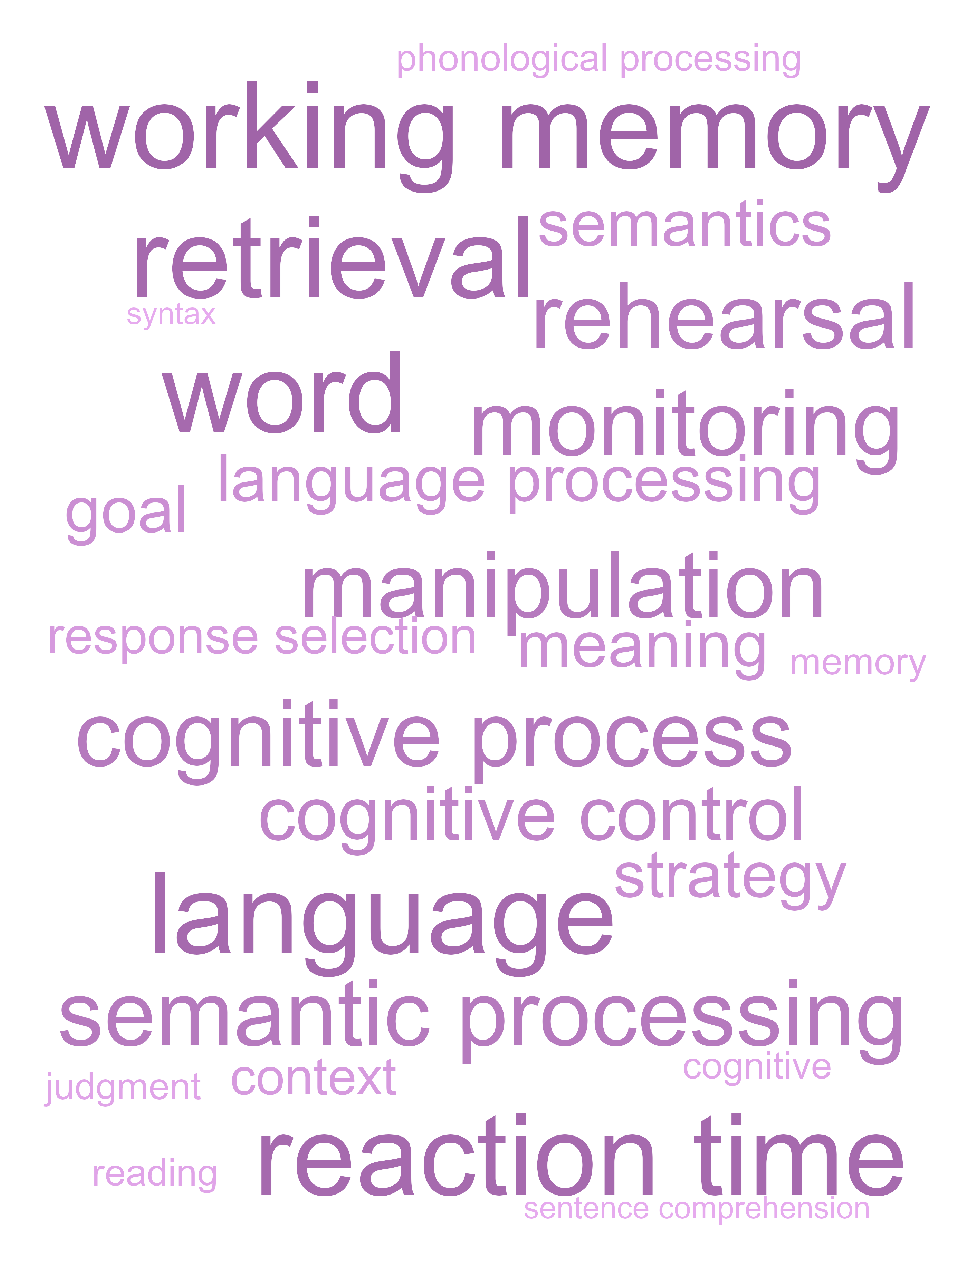 phonological processing
working memory
semantics
retrieval
rehearsal
syntax
word
monitoring
language processing
goal
manipulation
response selection
meaning
memory
cognitive process
cognitive control
strategy
language
semantic processing
cognitive
context
judgment
reaction time
reading
sentence comprehension